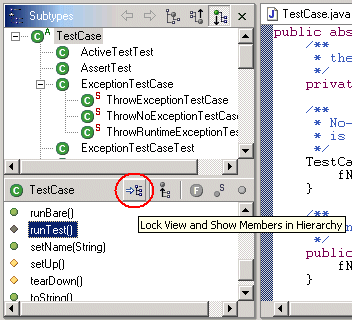 Subtypes
TestCase
ActiveTestTest
AssertTest
ExceptionTestCase
ThrowExceptionTestCase
ThrowNoExceptionTestCase
ThrowRuntimeExceptionTes
ExceptionTestCaseTest
TestCase
runBare()
runTest()
setName(String)
setUp()
tearDown()
toString()
Lock View and Show Members in Hierarchy
TestCase.java
public abs
/**
* the
*/
privat
/**
* No-
* is
*/
TestCa
fN
}
/**
*
*/
public
fN
}